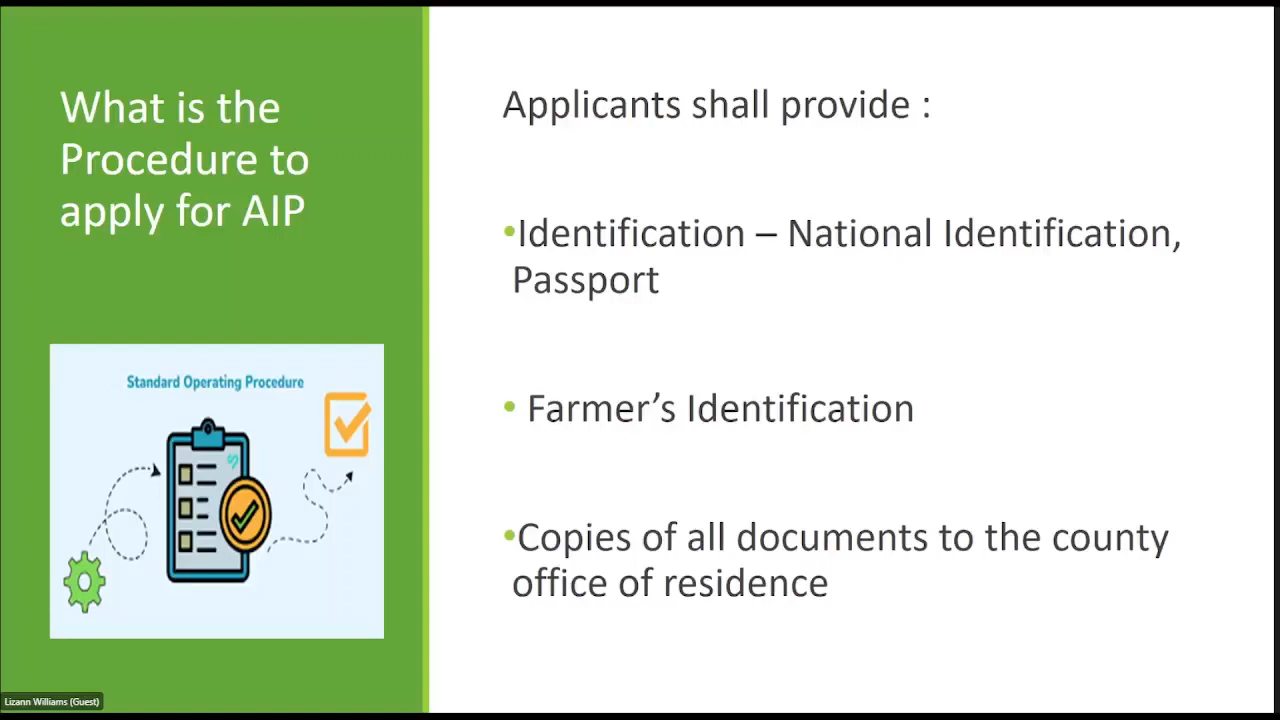 What is the
Procedure to
apply for AIP
Standard Operating Procedure
Applicants shall provide :
•Identification – National Identification,
Passport
• Farmer’s Identification
•Copies of all documents to the county
office of residence
Lizann Williams (Guest)